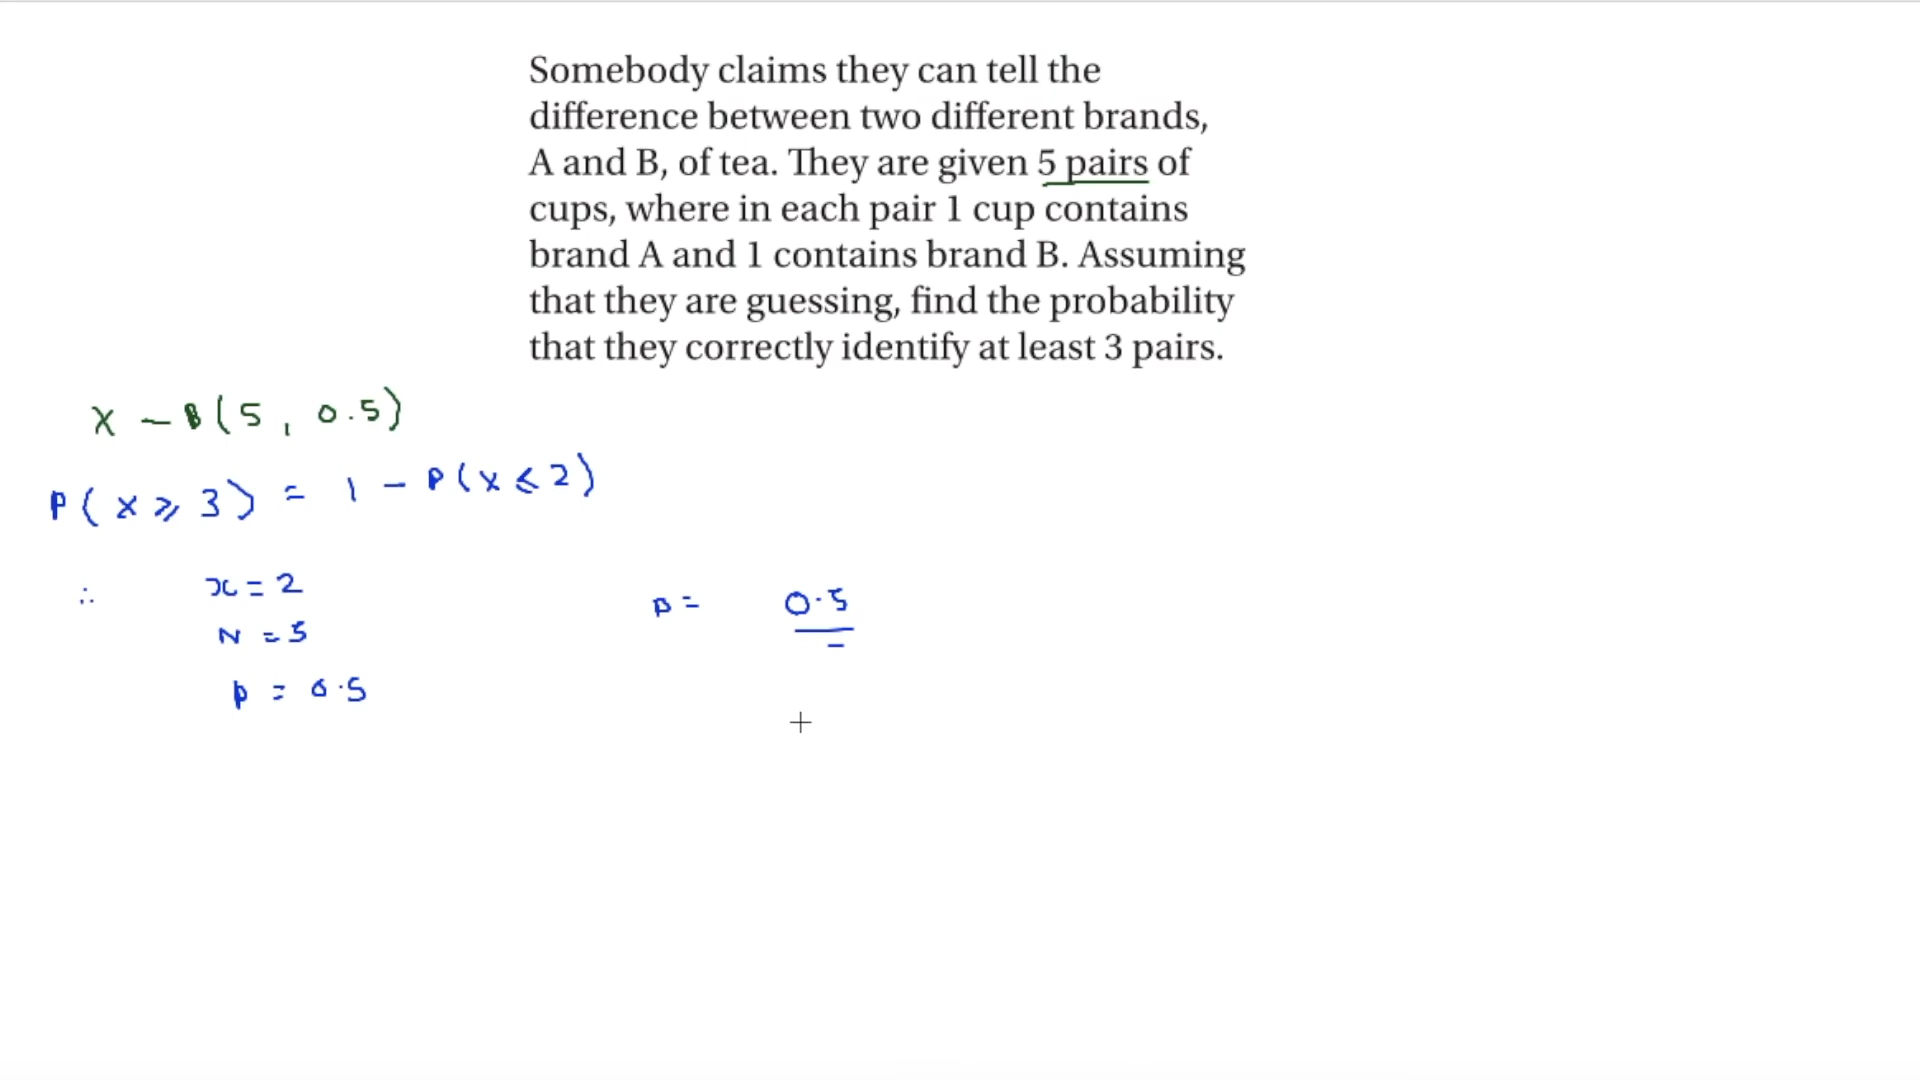 Somebody claims they can tell the
difference between two different brands,
A and B, of tea. They are given 5 pairs of
cups, where in each pair 1 cup contains
brand A and 1 contains brand B. Assuming
that they are guessing, find the probability
that they correctly identify at least 3 pairs.
X ~ B(5, 0.5)
P(X ⩾ 3) = 1 - P(X ⩽ 2)
∴ x = 2
N = 5
p = 0.5
p = 0.5